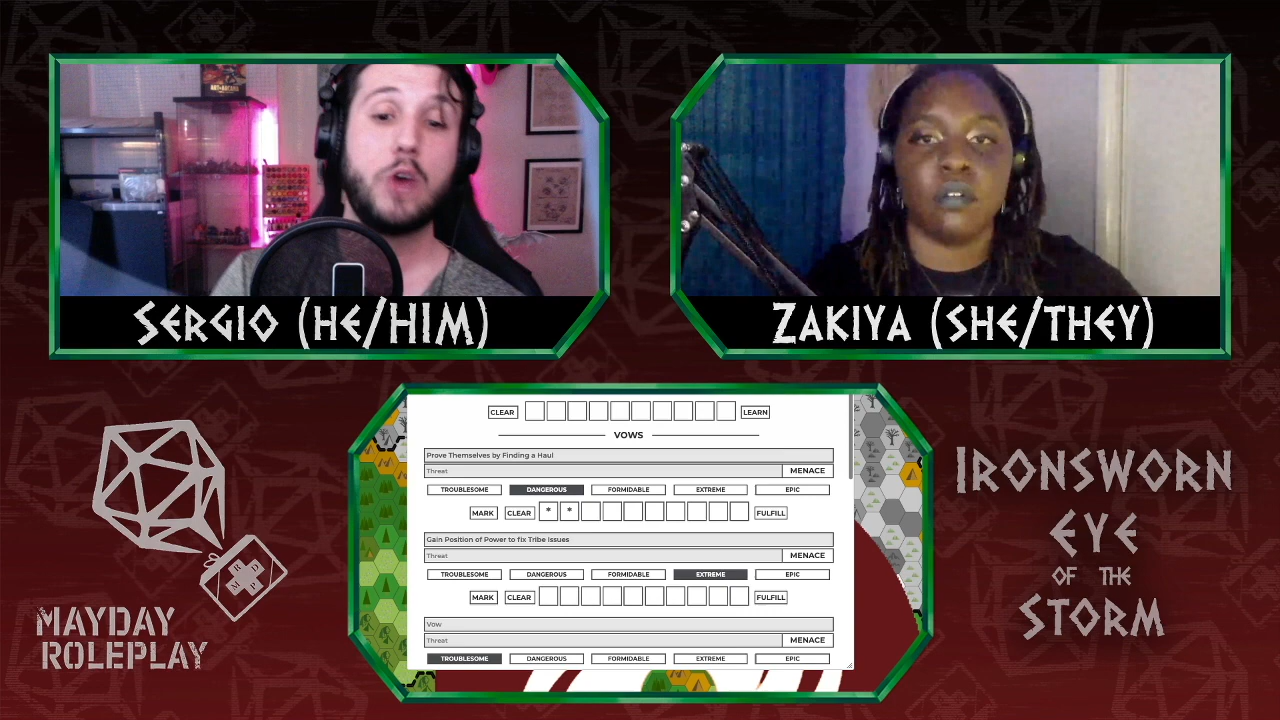 SERGIO (HE/HIM)
ZAKIYA (SHE/THEY)
CLEAR
LEARN
VOWS
Prove Themselves by Finding a Haul
Threat
MENACE
TROUBLESOME DANGEROUS FORMIDABLE EXTREME EPIC
MARK CLEAR * * FULFILL
Gain Position of Power to fix Tribe Issues
Threat
MENACE
TROUBLESOME DANGEROUS FORMIDABLE EXTREME EPIC
MARK CLEAR FULFILL
Vow
Threat
MENACE
TROUBLESOME DANGEROUS FORMIDABLE EXTREME EPIC
MAYDAY
ROLEPLAY
IRONSWORN
EYE
OF THE
STORM